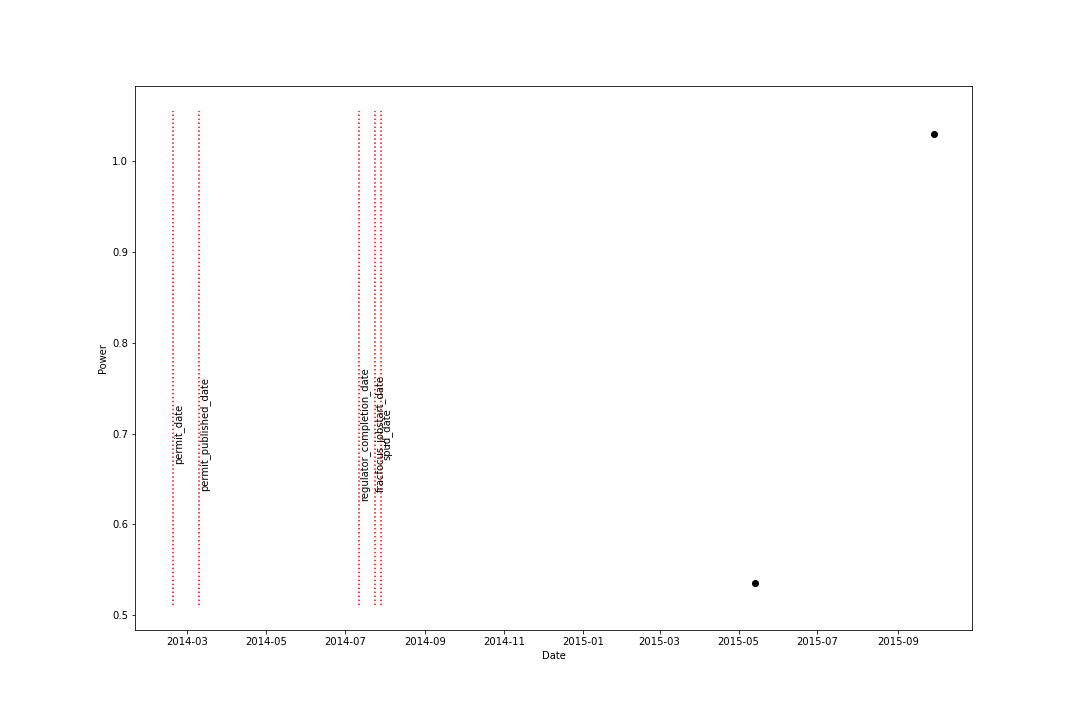 1.0
0.9
0.8
0.7
0.6
0.5
Power
permit_date
permit_published_date
regulator_completion_date
fracfocus_jobstart_date
spud_date
2014-03
2014-05
2014-07
2014-09
2014-11
2015-01
2015-03
2015-05
2015-07
2015-09
Date